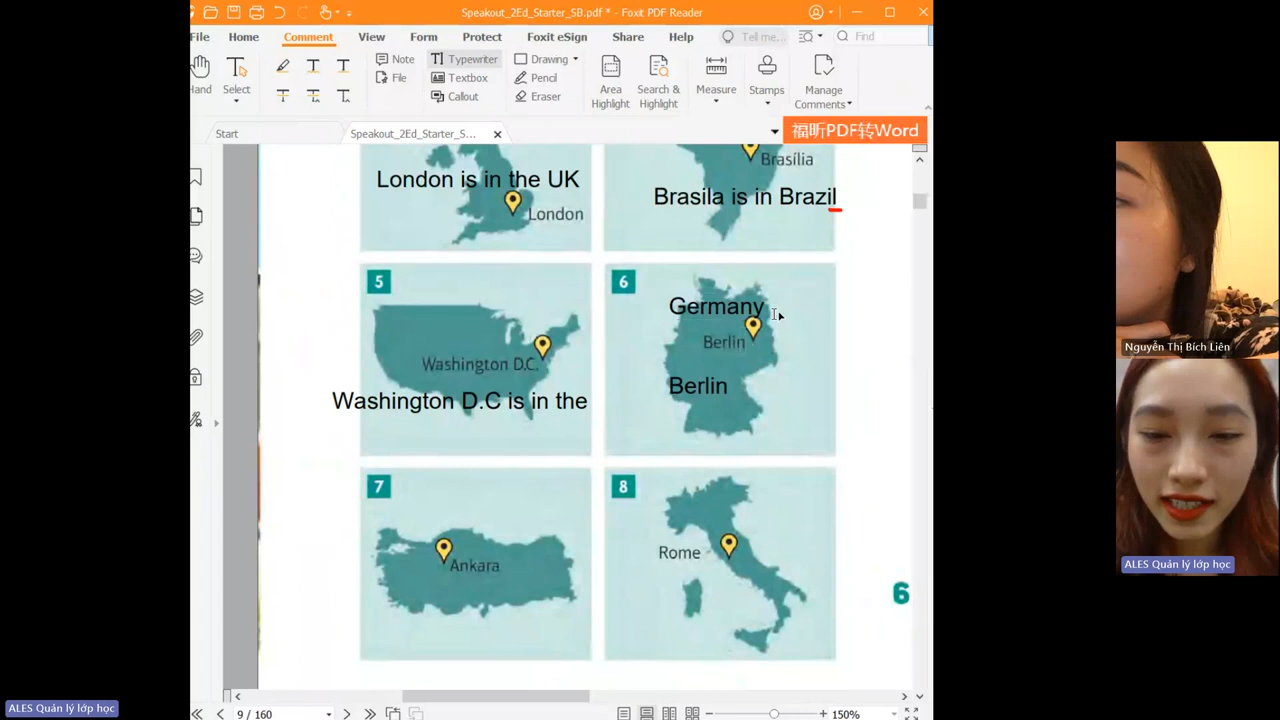 Speakout_2Ed_Starter_SB.pdf * - Foxit PDF Reader
File Home Comment View Form Protect Foxit eSign Share Help Tell me... Find
Hand
Select
Note
File
Typewriter
Textbox
Callout
Drawing
Pencil
Eraser
Area
Highlight
Search &
Highlight
Measure
Stamps
Manage
Comments
Start
Speakout_2Ed_Starter_S...
福昕PDF转Word
London is in the UK
London
Brasília
Brasila is in Brazil
5
Washington D.C.
Washington D.C is in the
6
Germany
Berlin
Berlin
7
Ankara
8
Rome
6
9 / 160
150%
Nguyễn Thị Bích Liên
ALES Quản lý lớp học
ALES Quản lý lớp học